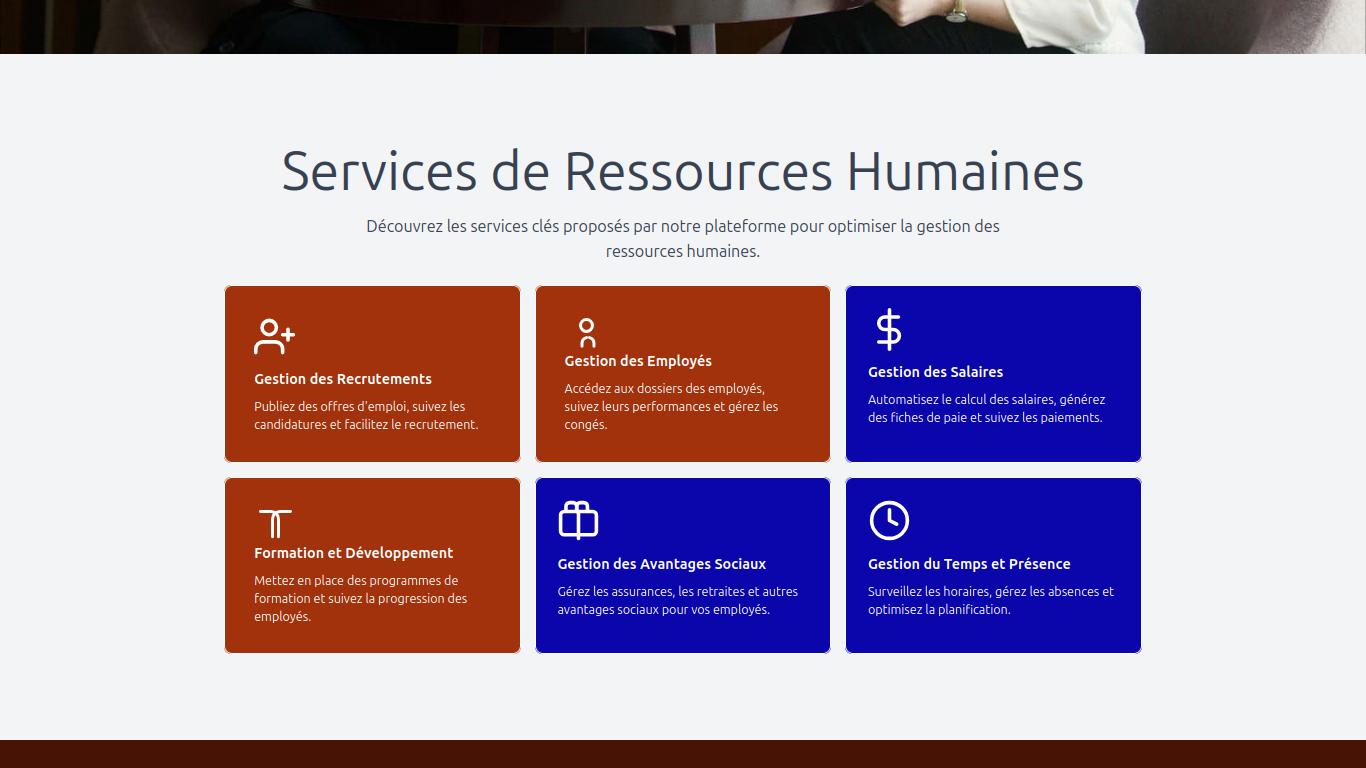 Services de Ressources Humaines
Découvrez les services clés proposés par notre plateforme pour optimiser la gestion des
ressources humaines.
Gestion des Recrutements
Publiez des offres d'emploi, suivez les
candidatures et facilitez le recrutement.
Gestion des Employés
Accédez aux dossiers des employés,
suivez leurs performances et gérez les
congés.
Gestion des Salaires
Automatisez le calcul des salaires, générez
des fiches de paie et suivez les paiements.
Formation et Développement
Mettez en place des programmes de
formation et suivez la progression des
employés.
Gestion des Avantages Sociaux
Gérez les assurances, les retraites et autres
avantages sociaux pour vos employés.
Gestion du Temps et Présence
Surveillez les horaires, gérez les absences et
optimisez la planification.